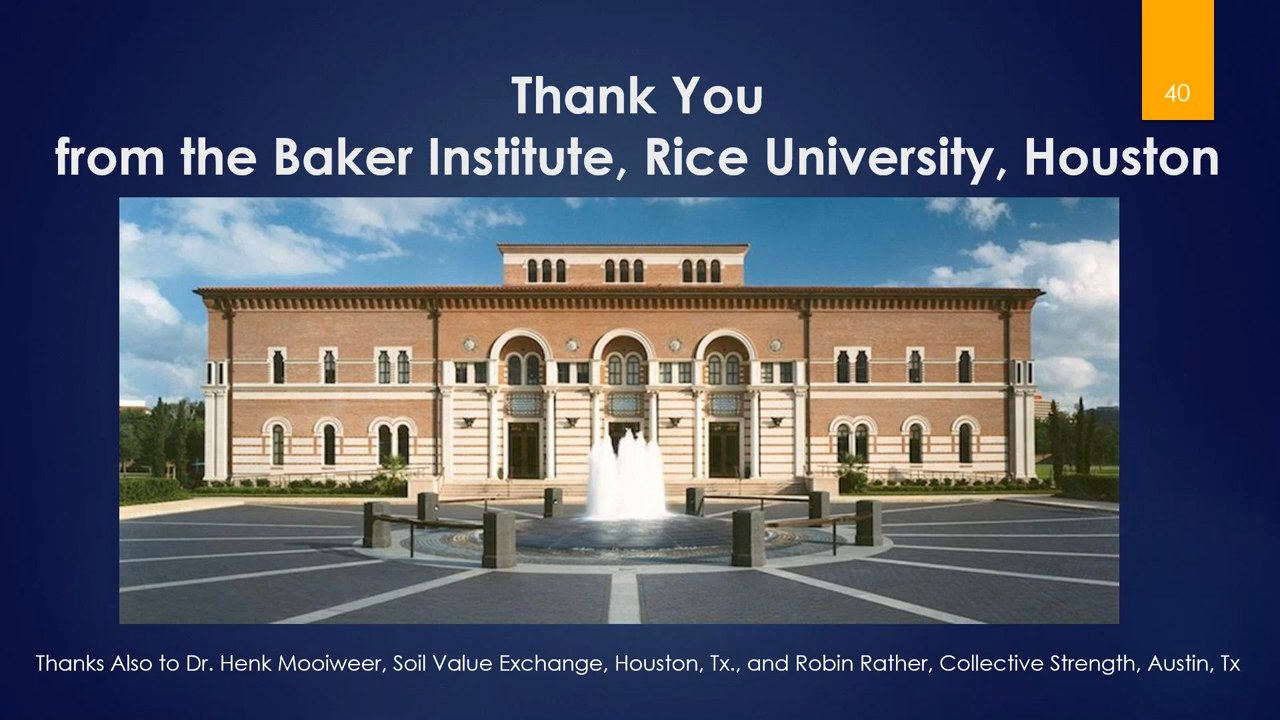 40
Thank You
from the Baker Institute, Rice University, Houston
Thanks Also to Dr. Henk Mooiweer, Soil Value Exchange, Houston, Tx., and Robin Rather, Collective Strength, Austin, Tx